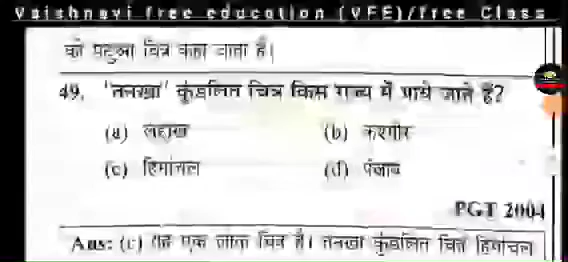 Vaishnavi free education (VFE)/free Class
को पटुआ चित्र कहा जाता है।
49. "तनखा" कुंडलित चित्र किस राज्य में पाये जाते हैं?
(a) लद्दाख (b) कश्मीर
(c) हिमांचल (d) पंजाब
PGT 2004
Ans: (c) यह एक लोक चित्र है। तनखा कुंडलित चित्र हिमांचल